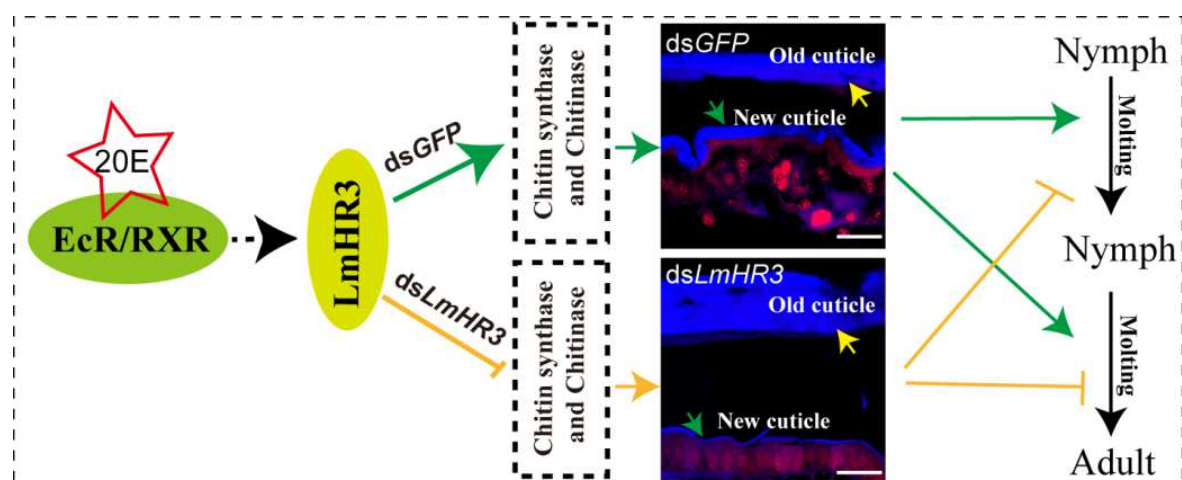 20E
EcR/RXR
LmHR3
dsGFP
dsLmHR3
Chitin synthase
and Chitinase
Chitin synthase
and Chitinase
dsGFP
Old cuticle
New cuticle
dsLmHR3
Old cuticle
New cuticle
Nymph
Molting
Nymph
Molting
Adult